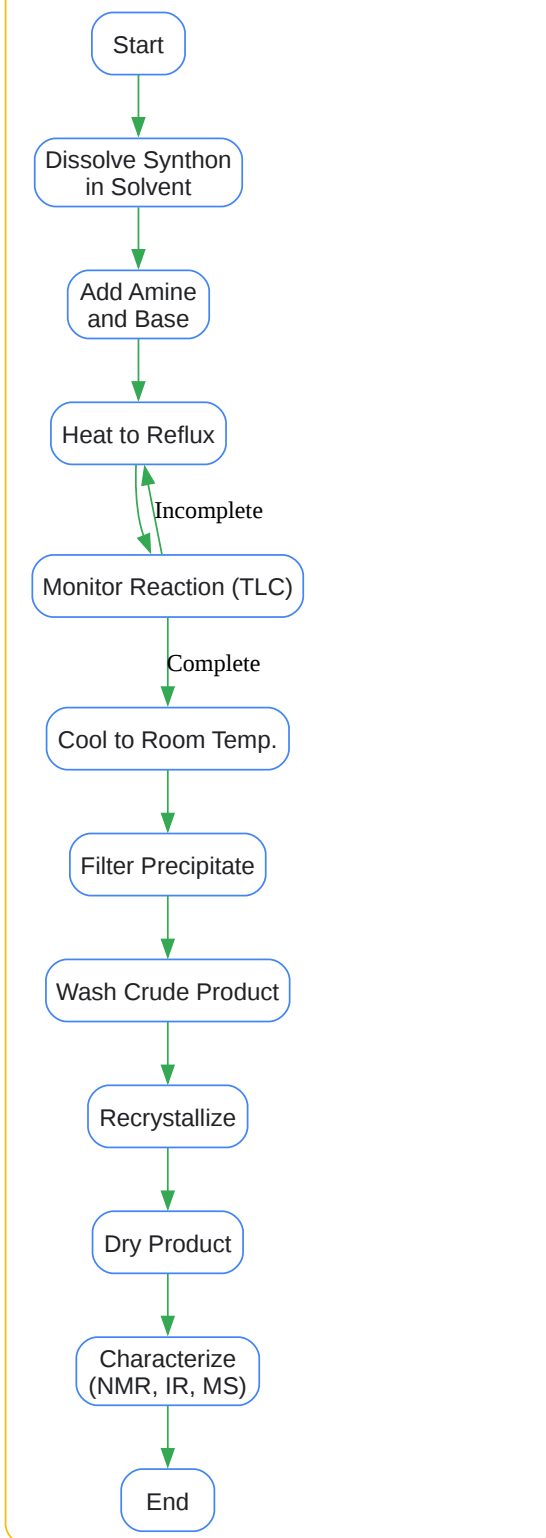 Start
Dissolve Synthon
in Solvent
Add Amine
and Base
Heat to Reflux
Incomplete
Monitor Reaction (TLC)
Complete
Cool to Room Temp.
Filter Precipitate
Wash Crude Product
Recrystallize
Dry Product
Characterize
(NMR, IR, MS)
End